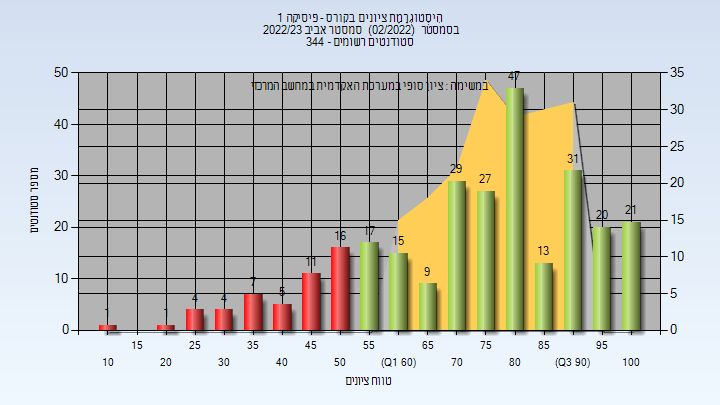 היסטוגרמת ציונים בקורס - פיסיקה 1
בסמסטר (02/2022) סמסטר אביב 2022/23
סטודנטים רשומים - 344
במשימה : ציון סופי במערכת האקדמית במחשב המרכזי
50 40 30 20 10 0
35 30 25 20 15 10 5 0
מספר סטודנטים
1 1 4 4 7 5 11 16 17 15 9 29 27 47 13 31 20 21
15 25 35 45 55 65 75 85 95
10 20 30 40 50 (Q1 60) 70 80 (Q3 90) 100
טווח ציונים